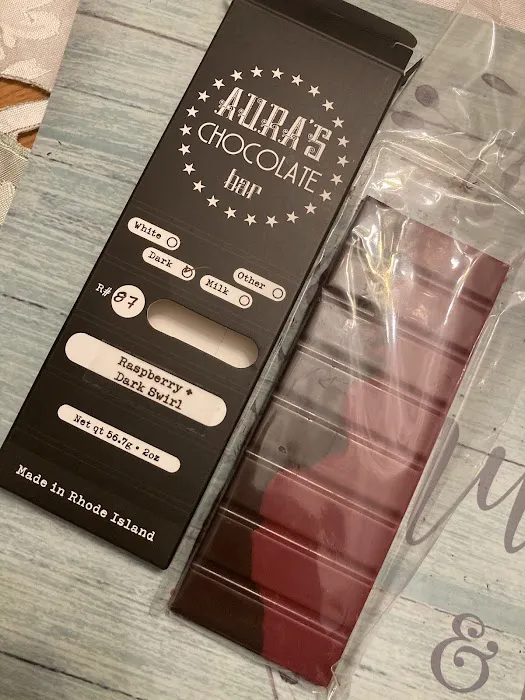 AURA'S
CHOCOLATE
bar
White
Dark
Milk
Other
R# 87
Raspberry +
Dark Swirl
Net qt 56.7g • 2oz
Made in Rhode Island
&